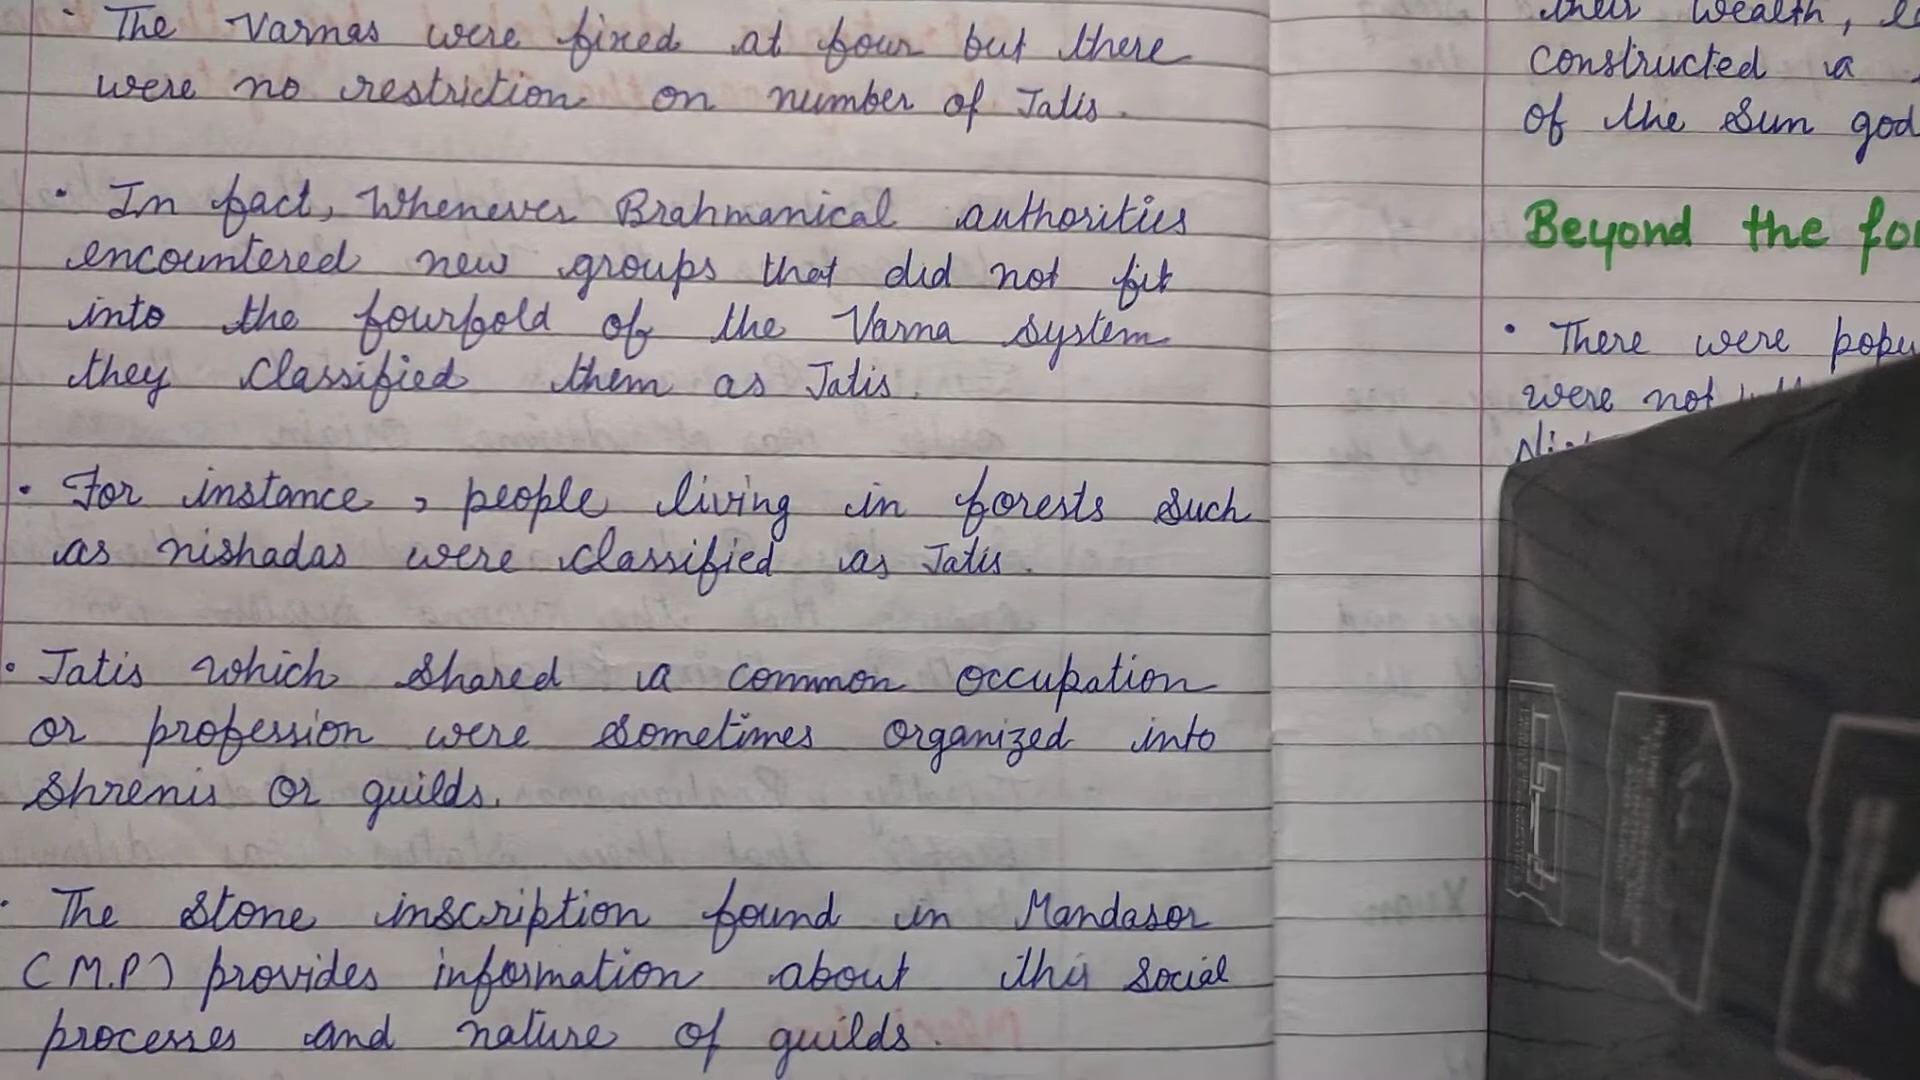 · The Varnas were fixed at four but there
were no restriction on number of Jatis.
· In fact, Whenever Brahmanical authorities
encountered new groups that did not fit
into the fourfold of the Varna system
they classified them as Jatis.
· For instance, people living in forests such
as nishadas were classified as Jatis.
· Jatis which shared a common occupation
or profession were sometimes organized into
Shrenis or guilds.
· The stone inscription found in Mandasor
(M.P) provides information about this social
processes and nature of guilds.
their wealth,
constructed a
of the Sun god
Beyond the
· There were
were not